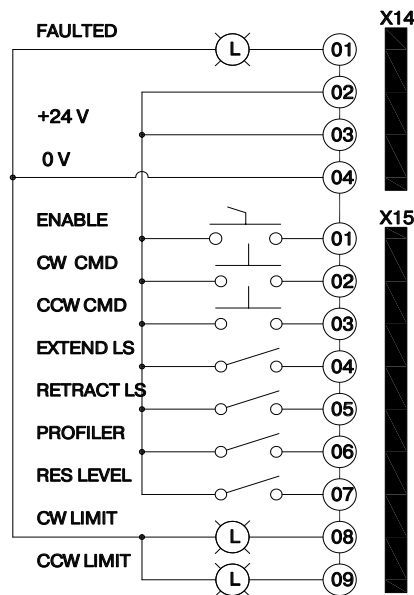 X14
FAULTED L 01
02
+24 V 03
0 V 04
X15
ENABLE 01
CW CMD 02
CCW CMD 03
EXTEND LS 04
RETRACT LS 05
PROFILER 06
RES LEVEL 07
CW LIMIT L 08
CCW LIMIT L 09